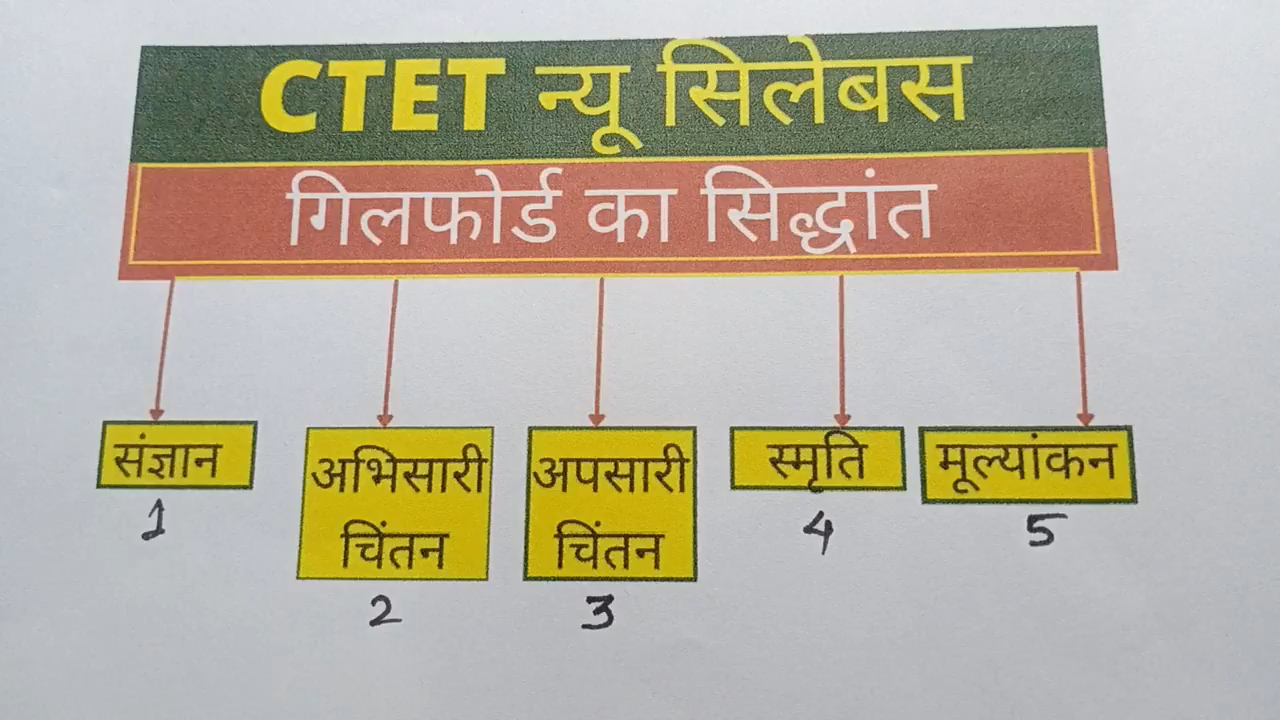 CTET न्यू सिलेबस
गिलफोर्ड का सिद्धांत
संज्ञान
1
अभिसारी
चिंतन
2
अपसारी
चिंतन
3
स्मृति
4
मूल्यांकन
5